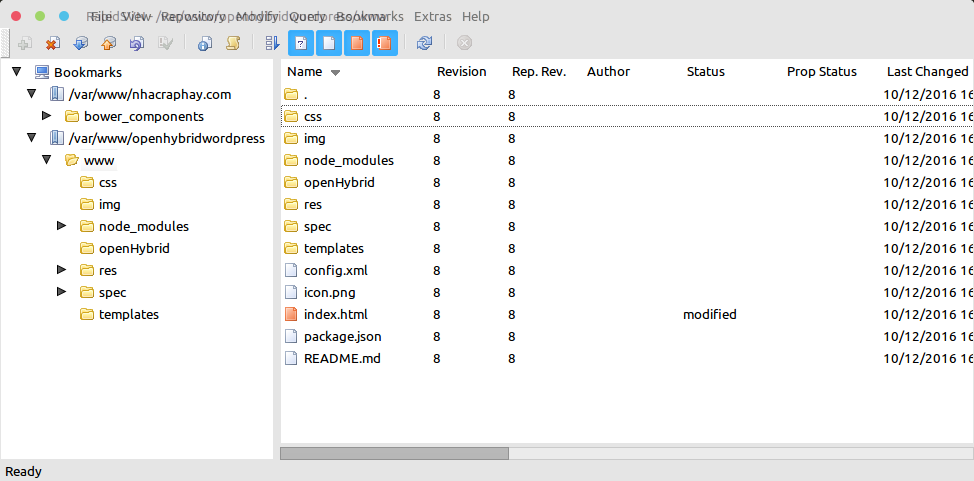 File View Repository Modify Query Bookmarks Extras Help
Bookmarks
/var/www/nhacraphay.com
bower_components
/var/www/openhybridwordpress
www
css
img
node_modules
openHybrid
res
spec
templates
Name Revision Rep. Rev. Author Status Prop Status Last Changed
. 8 8 10/12/2016 16
css 8 8 10/12/2016 16
img 8 8 10/12/2016 16
node_modules 8 8 10/12/2016 16
openHybrid 8 8 10/12/2016 16
res 8 8 10/12/2016 16
spec 8 8 10/12/2016 16
templates 8 8 10/12/2016 16
config.xml 8 8 10/12/2016 16
icon.png 8 8 10/12/2016 16
index.html 8 8 modified 10/12/2016 16
package.json 8 8 10/12/2016 16
README.md 8 8 10/12/2016 16
Ready